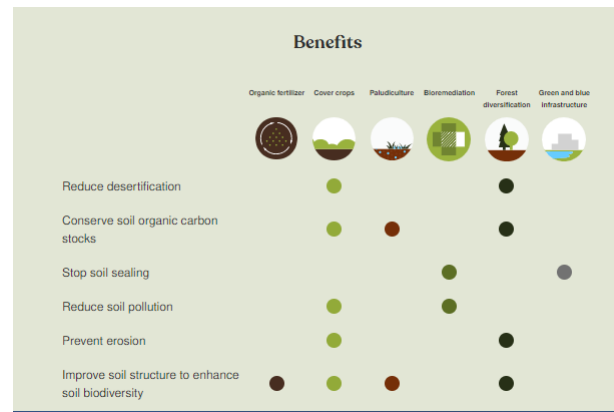 Benefits
Organic fertilizer Cover crops Paludiculture Bioremediation Forest diversification Green and blue infrastructure
Reduce desertification
Conserve soil organic carbon
stocks
Stop soil sealing
Reduce soil pollution
Prevent erosion
Improve soil structure to enhance
soil biodiversity